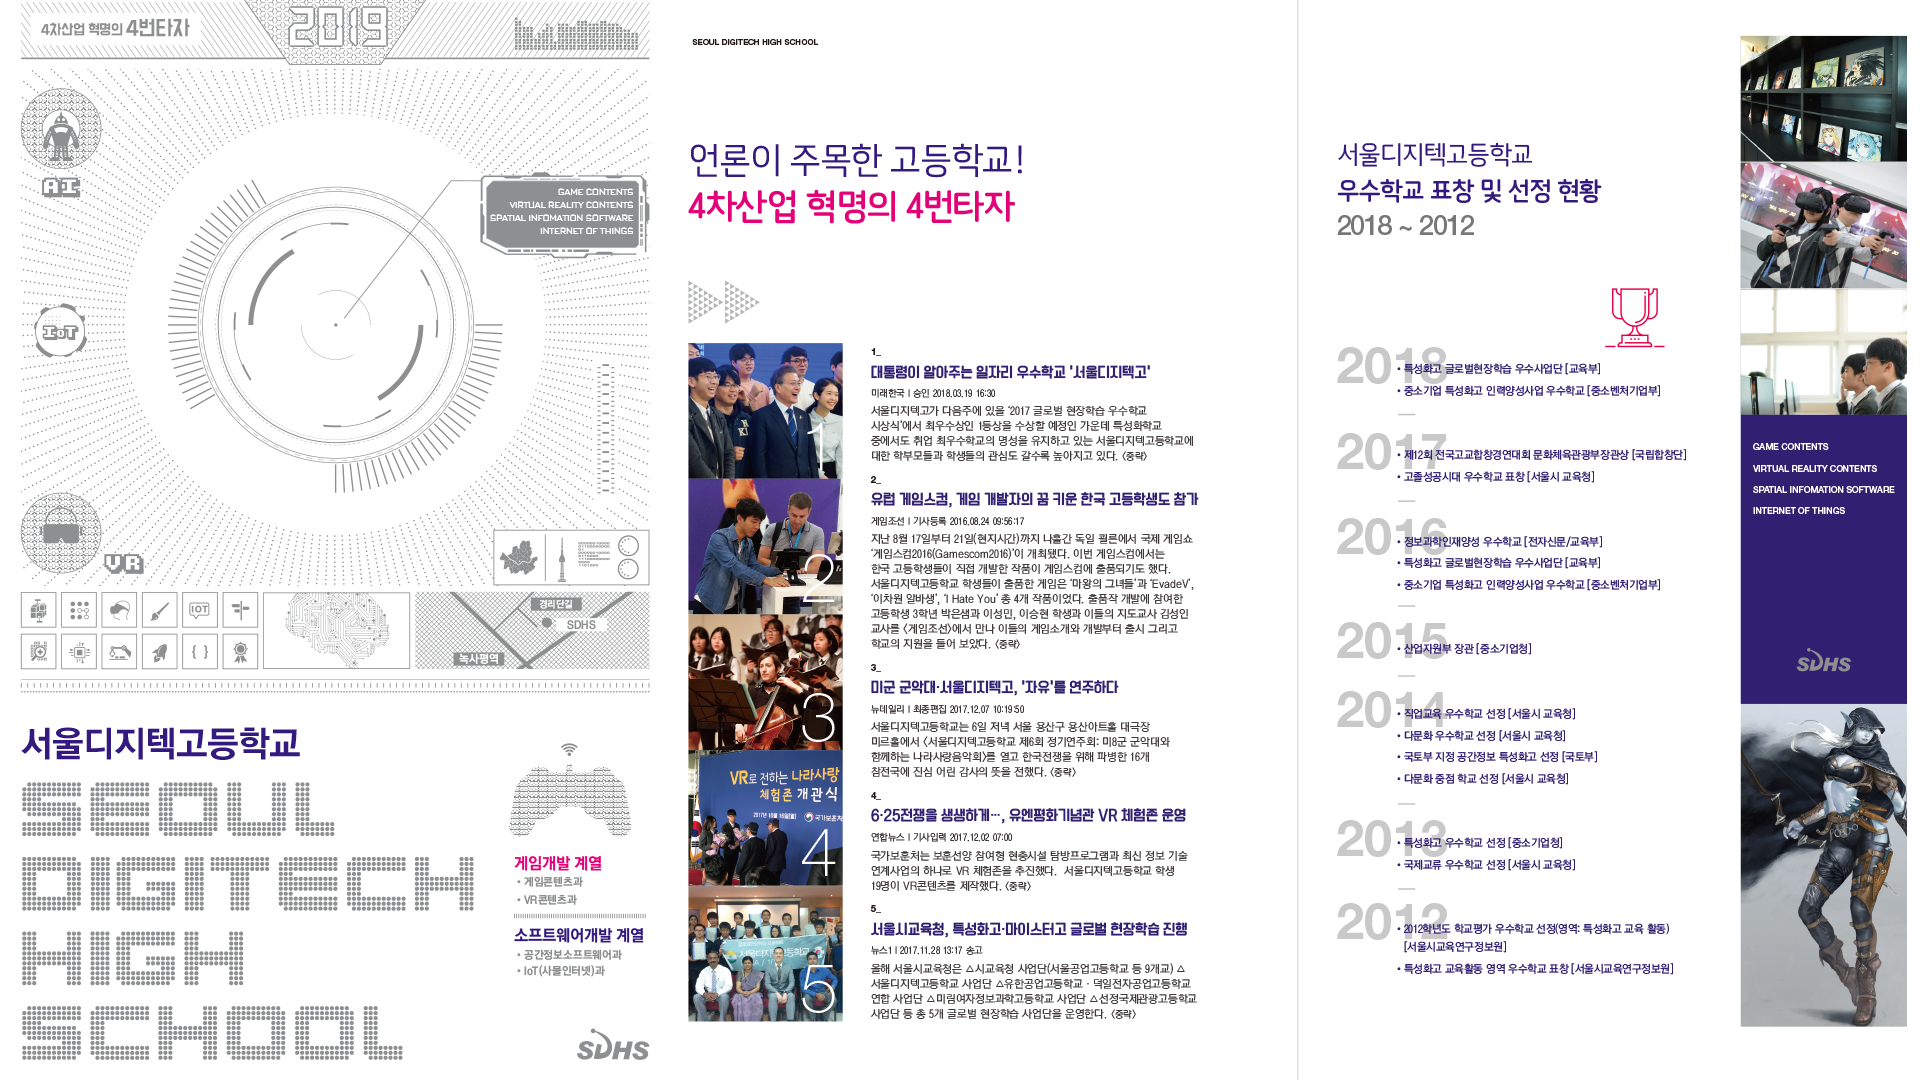 4차산업 혁명의 4번타자
2019
AI
GAME CONTENTS
VIRTUAL REALITY CONTENTS
SPATIAL INFOMATION SOFTWARE
INTERNET OF THINGS
IoT
VR
IOT
경리단길
SDHS
녹사평역
서울디지텍고등학교
SEOUL
DIGITECH
HIGH
SCHOOL
게임개발 계열
• 게임콘텐츠과
• VR콘텐츠과
소프트웨어개발 계열
• 공간정보소프트웨어과
• IoT(사물인터넷)과
SDHS
SEOUL DIGITECH HIGH SCHOOL
언론이 주목한 고등학교!
4차산업 혁명의 4번타자
1
2
3
VR로 전하는 나라사랑
체험존 개관식
4
5
1_
대통령이 알아주는 일자리 우수학교 '서울디지텍고'
미래한국 I 승인 2018.03.19 16:30
서울디지텍고가 다음주에 있을 '2017 글로벌 현장학습 우수학교
시상식'에서 최우수상인 1등상을 수상할 예정인 가운데 특성화학교
중에서도 취업 최우수학교의 명성을 유지하고 있는 서울디지텍고등학교에
대한 학부모들과 학생들의 관심도 갈수록 높아지고 있다. <중략>
2_
유럽 게임스컴, 게임 개발자의 꿈 키운 한국 고등학생도 참가
게임조선 I 기사등록 2016.08.24 09:56:17
지난 8월 17일부터 21일(현지시간)까지 나흘간 독일 쾰른에서 국제 게임쇼
'게임스컴2016(Gamescom2016)'이 개최됐다. 이번 게임스컴에서는
한국 고등학생들이 직접 개발한 작품이 게임스컴에 출품되기도 했다.
서울디지텍고등학교 학생들이 출품한 게임은 '마왕의 그녀들'과 'EvadeV',
'이차원 알바생', 'I Hate You' 총 4개 작품이었다. 출품작 개발에 참여한
고등학생 3학년 박은샘과 이성민, 이승현 학생과 이들의 지도교사 김성인
교사를 <게임조선>에서 만나 이들의 게임소개와 개발부터 출시 그리고
학교의 지원을 들어 보았다. <중략>
3_
미군 군악대·서울디지텍고, '자유'를 연주하다
뉴데일리 I 최종편집 2017.12.07 10:19:50
서울디지텍고등학교는 6일 저녁 서울 용산구 용산아트홀 대극장
미르홀에서 <서울디지텍고등학교 제6회 정기연주회: 미8군 군악대와
함께하는 나라사랑음악회>를 열고 한국전쟁을 위해 파병한 16개
참전국에 진심 어린 감사의 뜻을 전했다. <중략>
4_
6·25전쟁을 생생하게…, 유엔평화기념관 VR 체험존 운영
연합뉴스 I 기사입력 2017.12.02 07:00
국가보훈처는 보훈선양 참여형 현충시설 탐방프로그램과 최신 정보 기술
연계사업의 하나로 VR 체험존을 추진했다. 서울디지텍고등학교 학생
19명이 VR콘텐츠를 제작했다. <중략>
5_
서울시교육청, 특성화고·마이스터고 글로벌 현장학습 진행
뉴스1 I 2017.11.28 13:17 송고
올해 서울시교육청은 △시교육청 사업단(서울공업고등학교 등 9개교) △
서울디지텍고등학교 사업단 △유한공업고등학교 · 덕일전자공업고등학교
연합 사업단 △미림여자정보과학고등학교 사업단 △선정국제관광고등학교
사업단 등 총 5개 글로벌 현장학습 사업단을 운영한다. <중략>
서울디지텍고등학교
우수학교 표창 및 선정 현황
2018 ~ 2012
2018
• 특성화고 글로벌현장학습 우수사업단 [교육부]
• 중소기업 특성화고 인력양성사업 우수학교 [중소벤처기업부]
2017
• 제12회 전국고교합창경연대회 문화체육관광부장관상 [국립합창단]
• 고졸성공시대 우수학교 표창 [서울시 교육청]
2016
• 정보과학인재양성 우수학교 [전자신문/교육부]
• 특성화고 글로벌현장학습 우수사업단 [교육부]
• 중소기업 특성화고 인력양성사업 우수학교 [중소벤처기업부]
2015
• 산업자원부 장관 [중소기업청]
2014
• 직업교육 우수학교 선정 [서울시 교육청]
• 다문화 우수학교 선정 [서울시 교육청]
• 국토부 지정 공간정보 특성화고 선정 [국토부]
• 다문화 중점 학교 선정 [서울시 교육청]
2013
• 특성화고 우수학교 선정 [중소기업청]
• 국제교류 우수학교 선정 [서울시 교육청]
2012
• 2012학년도 학교평가 우수학교 선정(영역: 특성화고 교육 활동)
[서울시교육연구정보원]
• 특성화고 교육활동 영역 우수학교 표창 [서울시교육연구정보원]
GAME CONTENTS
VIRTUAL REALITY CONTENTS
SPATIAL INFOMATION SOFTWARE
INTERNET OF THINGS
SDHS